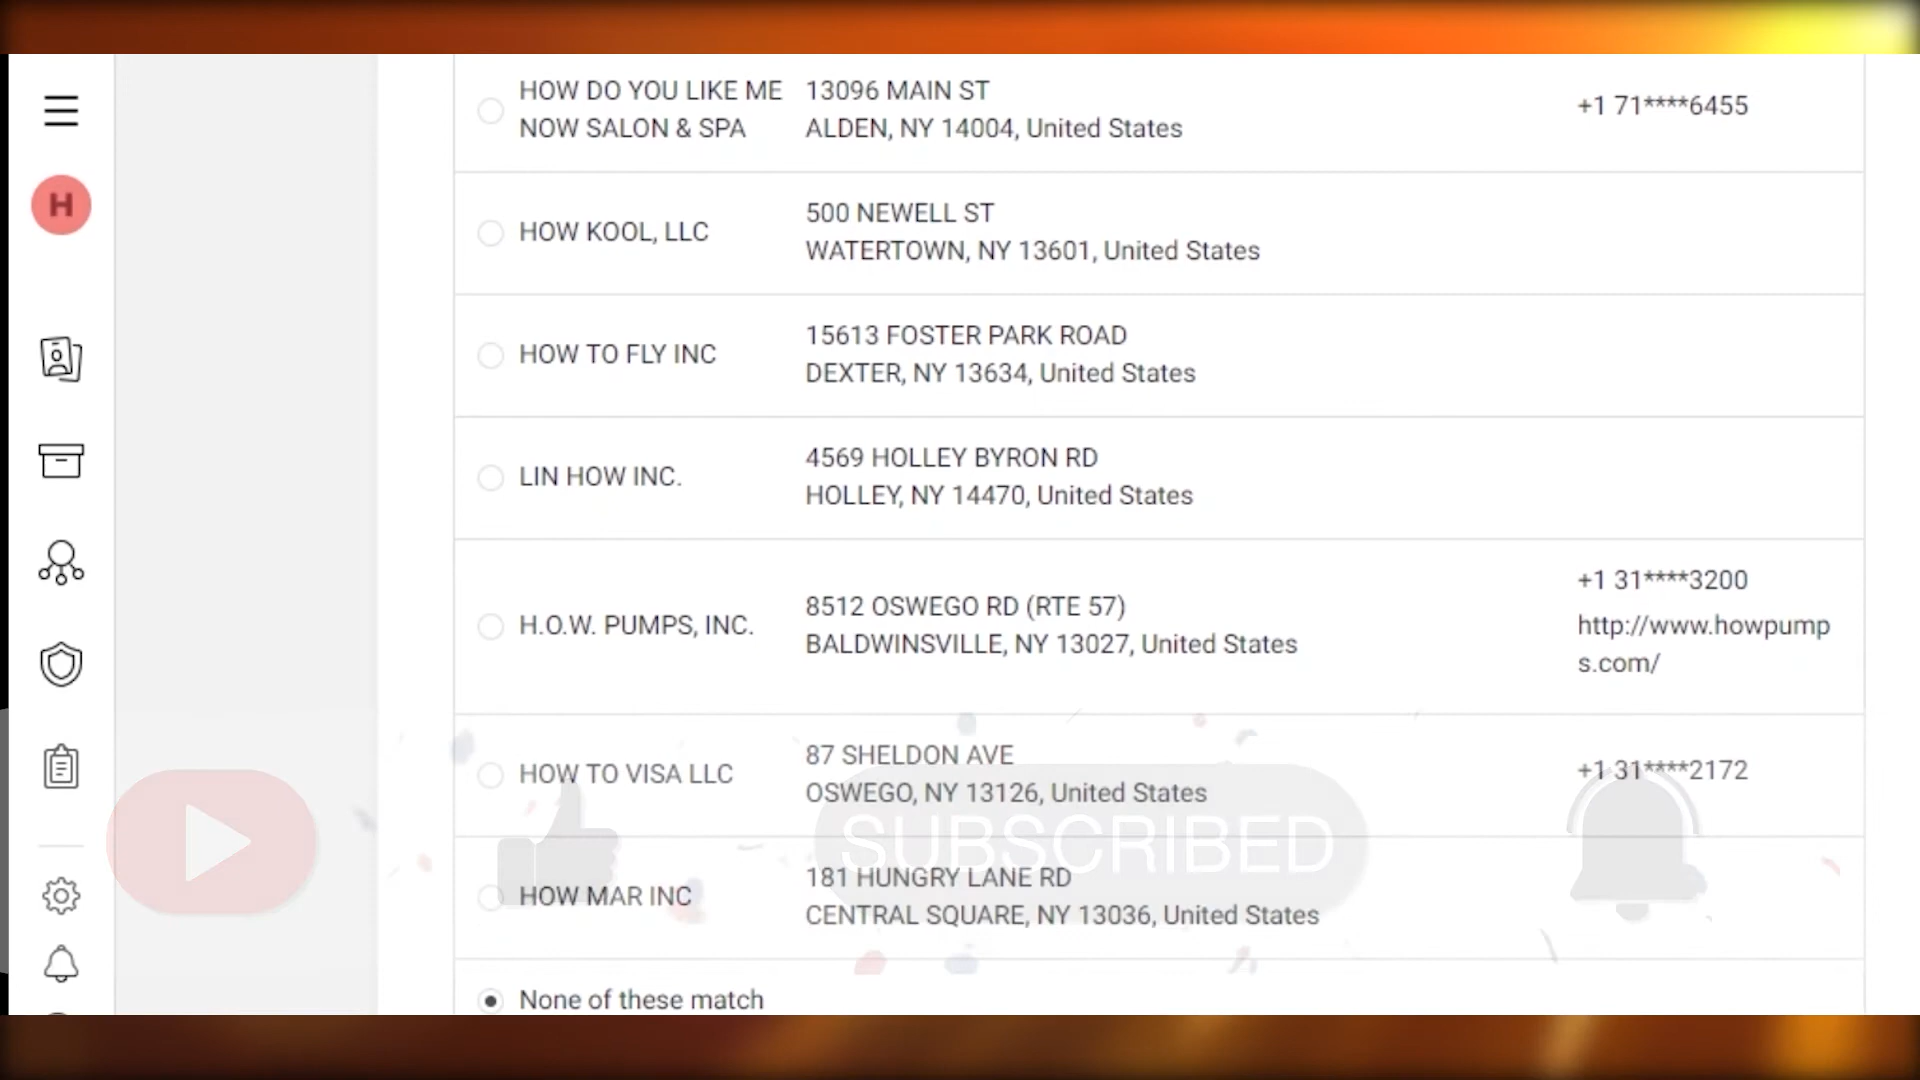 HOW DO YOU LIKE ME
NOW SALON & SPA
13096 MAIN ST
ALDEN, NY 14004, United States
+1 71****6455
H
HOW KOOL, LLC
500 NEWELL ST
WATERTOWN, NY 13601, United States
HOW TO FLY INC
15613 FOSTER PARK ROAD
DEXTER, NY 13634, United States
LIN HOW INC.
4569 HOLLEY BYRON RD
HOLLEY, NY 14470, United States
H.O.W. PUMPS, INC.
8512 OSWEGO RD (RTE 57)
BALDWINSVILLE, NY 13027, United States
+1 31****3200
http://www.howpump
s.com/
HOW TO VISA LLC
87 SHELDON AVE
OSWEGO, NY 13126, United States
+1 31****2172
SUBSCRIBED
HOW MAR INC
181 HUNGRY LANE RD
CENTRAL SQUARE, NY 13036, United States
None of these match